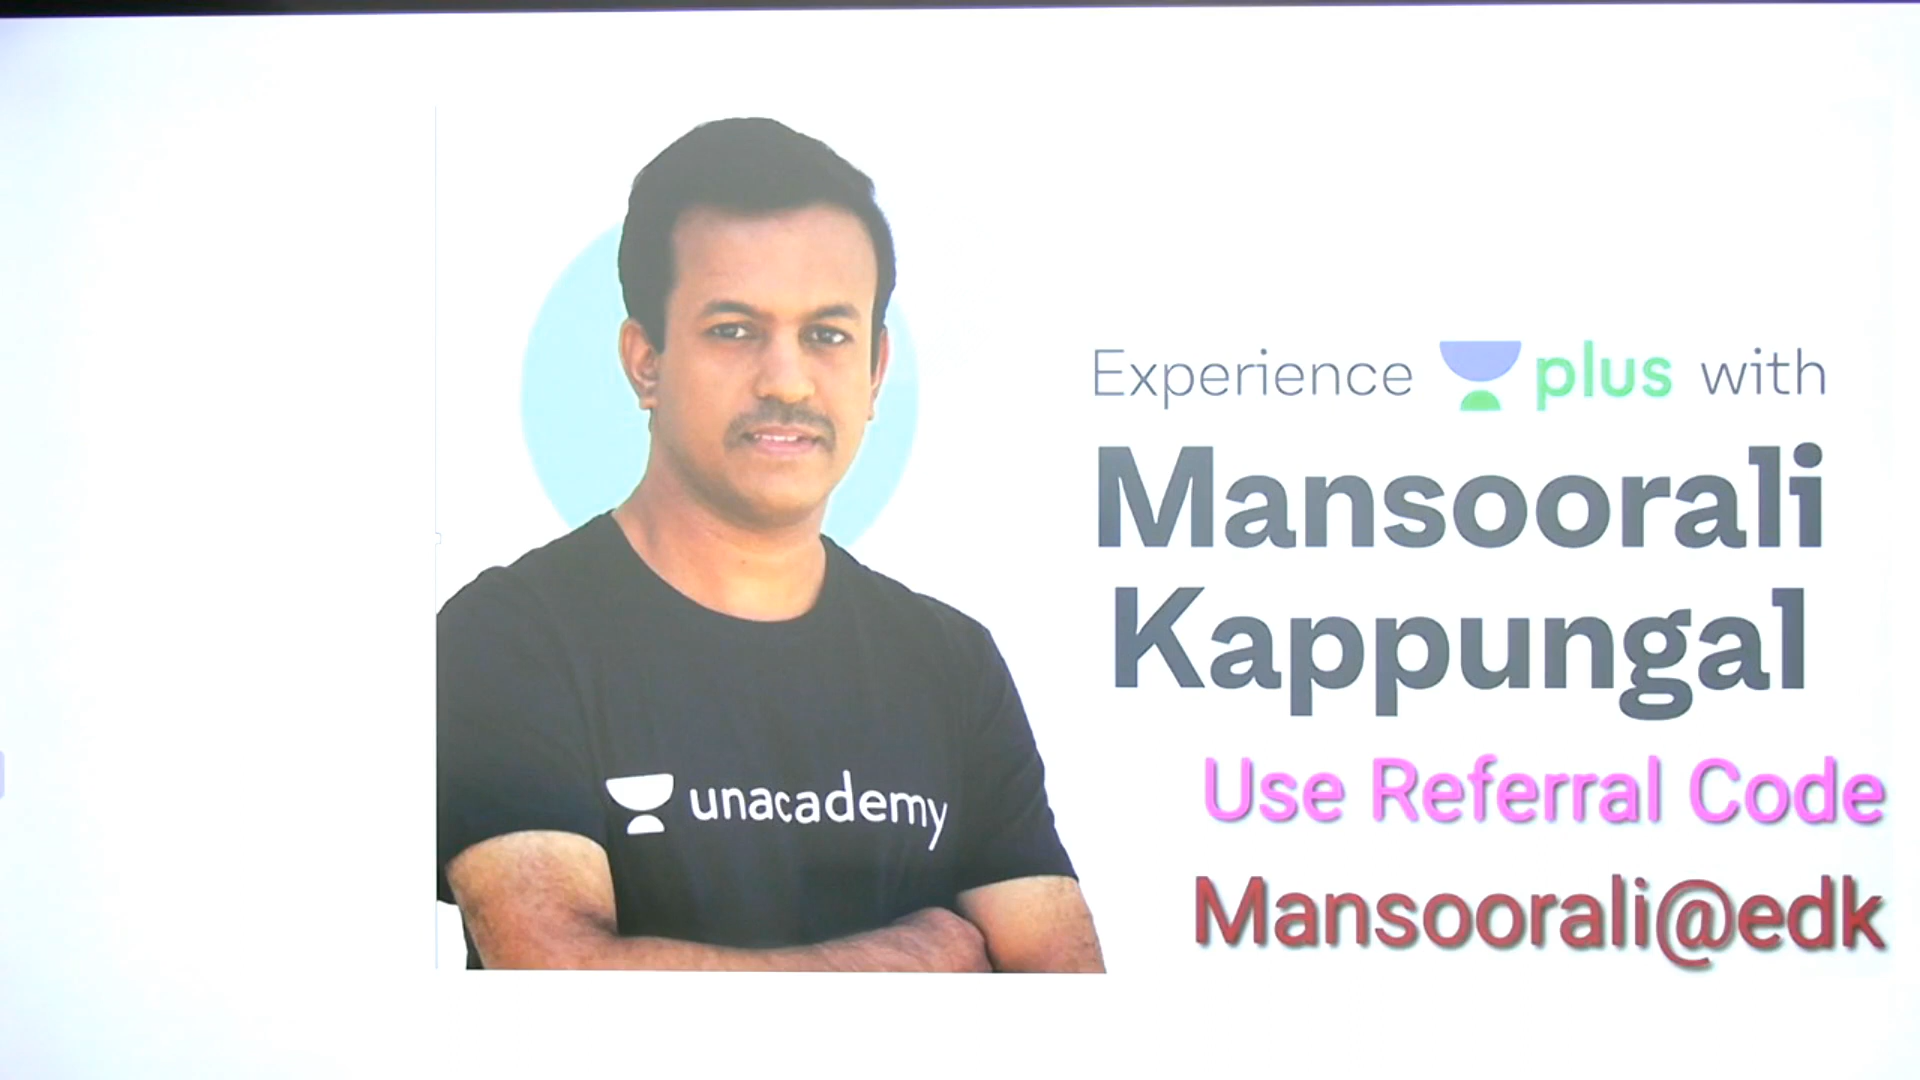 Experience plus with
Mansoorali
Kappungal
unacademy
Use Referral Code
Mansoorali@edk